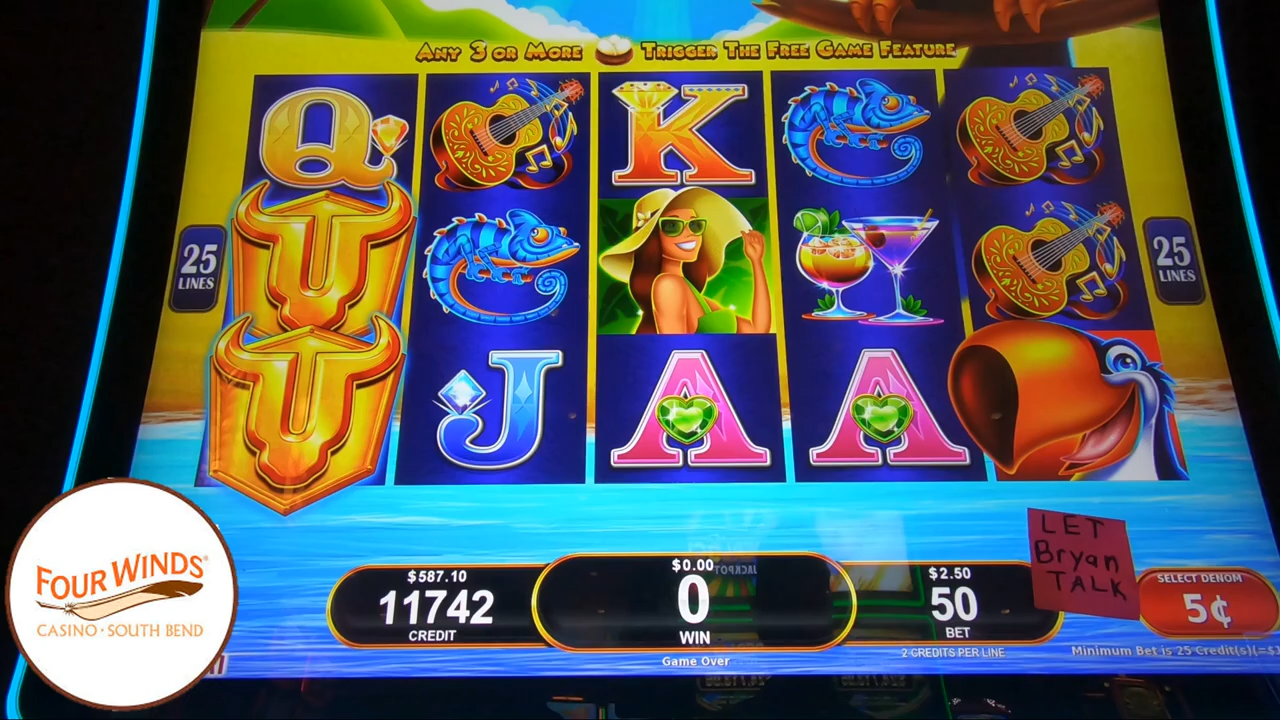 ANY 3 OR MORE TRIGGER THE FREE GAME FEATURE
Q
K
25
LINES
25
LINES
J
A
A
LET
Bryan
TALK
$587.10
11742
CREDIT
$0.00
0
WIN
Game Over
$2.50
50
BET
2 CREDITS PER LINE
SELECT DENOM
5¢
Minimum Bet is 25 Credit(s)(=$1
FOUR WINDS®
CASINO · SOUTH BEND
JACKPOT